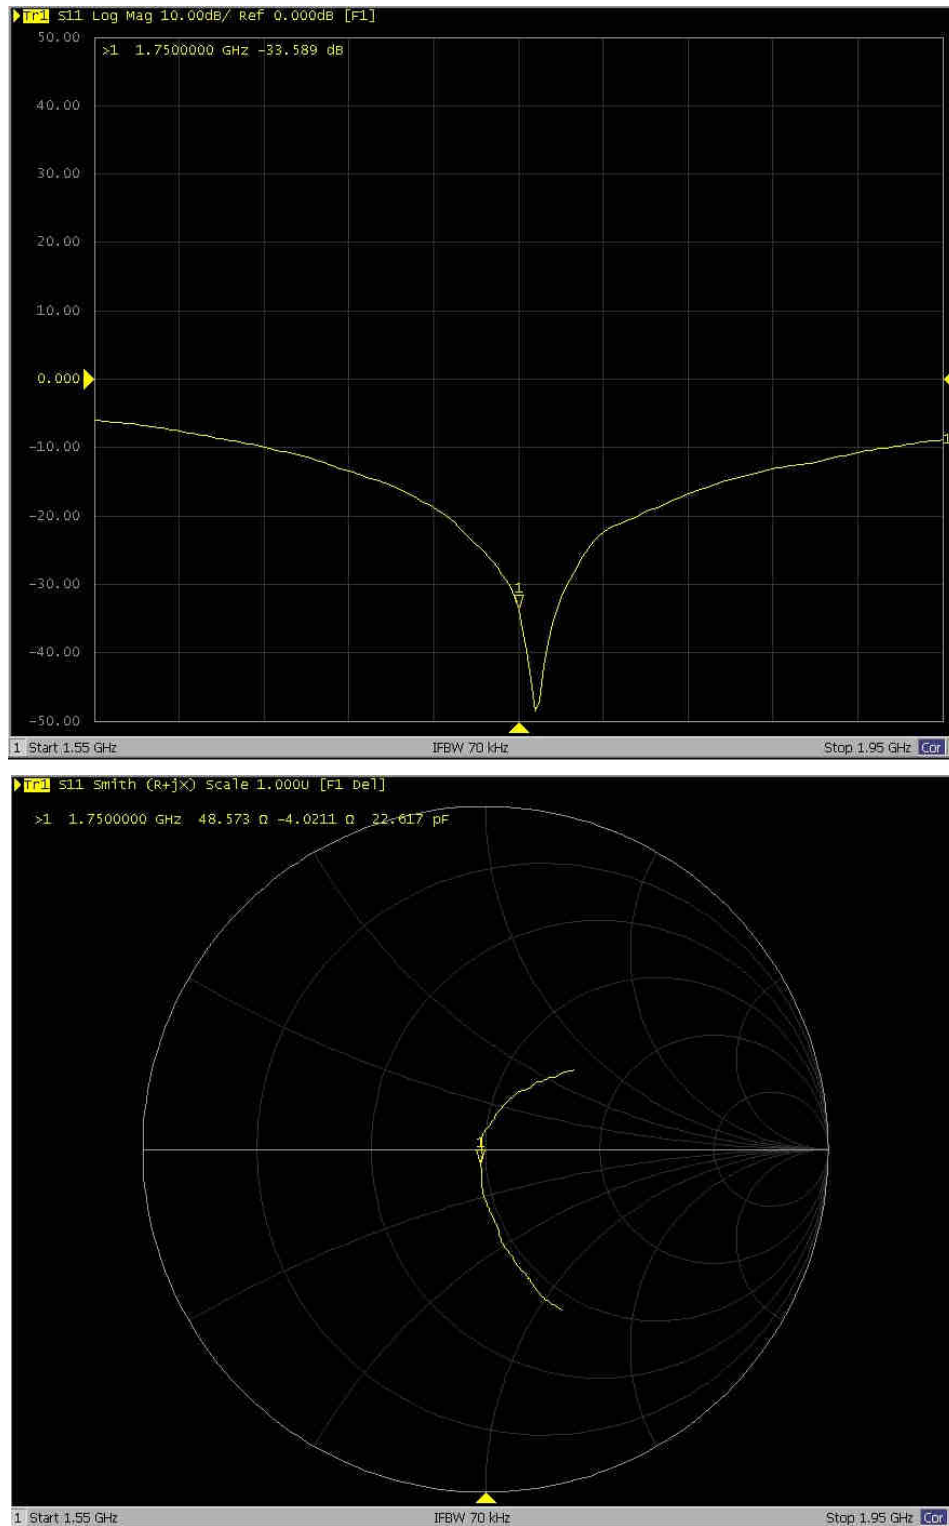 Tr1 S11 Log Mag 10.00dB/ Ref 0.000dB [F1]
50.00
>1 1.7500000 GHz -33.589 dB
40.00
30.00
20.00
10.00
0.000
-10.00
1
-20.00
-30.00
1
-40.00
-50.00
1 Start 1.55 GHz IFBW 70 kHz Stop 1.95 GHz Cor
Tr1 S11 Smith (R+jX) Scale 1.000U [F1 Del]
>1 1.7500000 GHz 48.573 Ω -4.0211 Ω 22.617 pF
1
1 Start 1.55 GHz IFBW 70 kHz Stop 1.95 GHz Cor